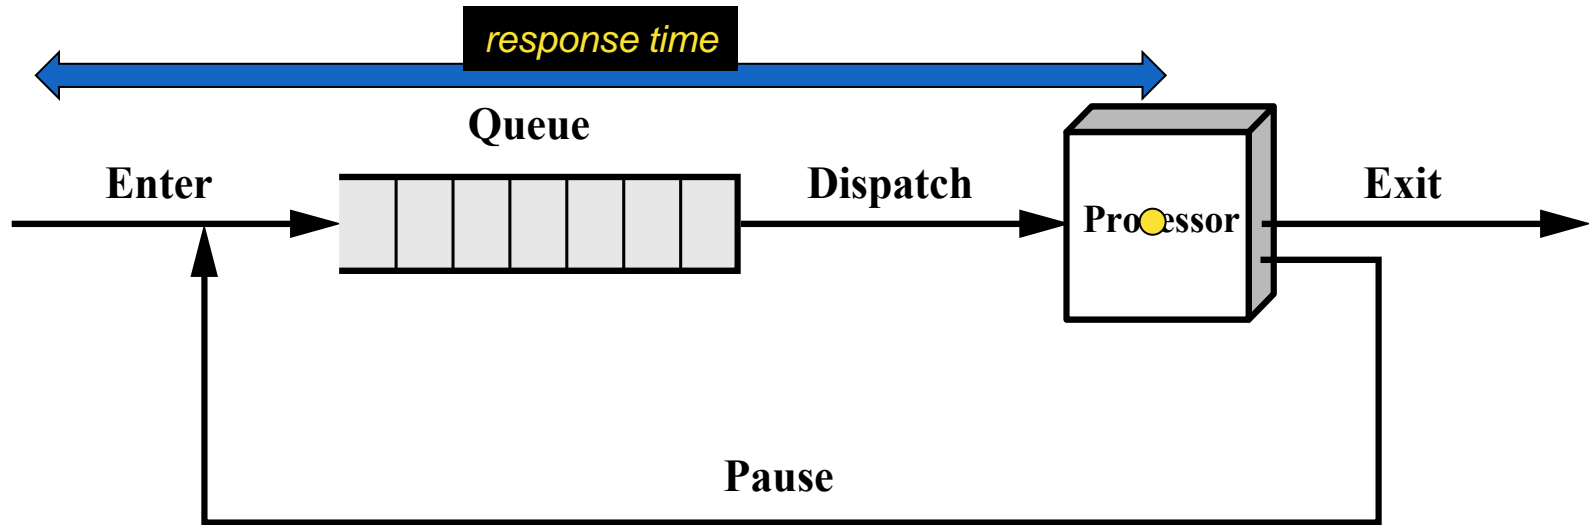 response time
Queue
Enter
Dispatch
Processor
Exit
Pause